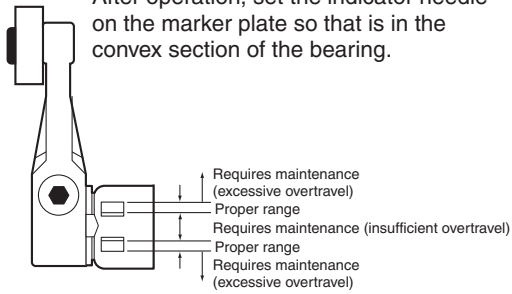 After operation, set the indicator needle
on the marker plate so that is in the
convex section of the bearing.
Requires maintenance
(excessive overtravel)
Proper range
Requires maintenance (insufficient overtravel)
Proper range
Requires maintenance
(excessive overtravel)